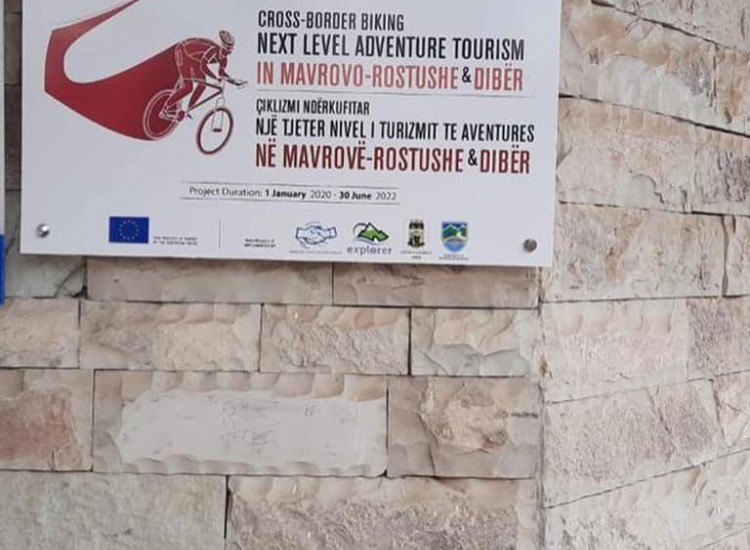 CROSS-BORDER BIKING
NEXT LEVEL ADVENTURE TOURISM
IN MAVROVO-ROSTUSHE & DIBËR
ÇIKLIZMI NDËRKUFITAR
NJË TJETER NIVEL I TURIZMIT TE AVENTURES
NË MAVROVË-ROSTUSHE & DIBËR
Project Duration: 1 January 2020 - 30 June 2022
explorer